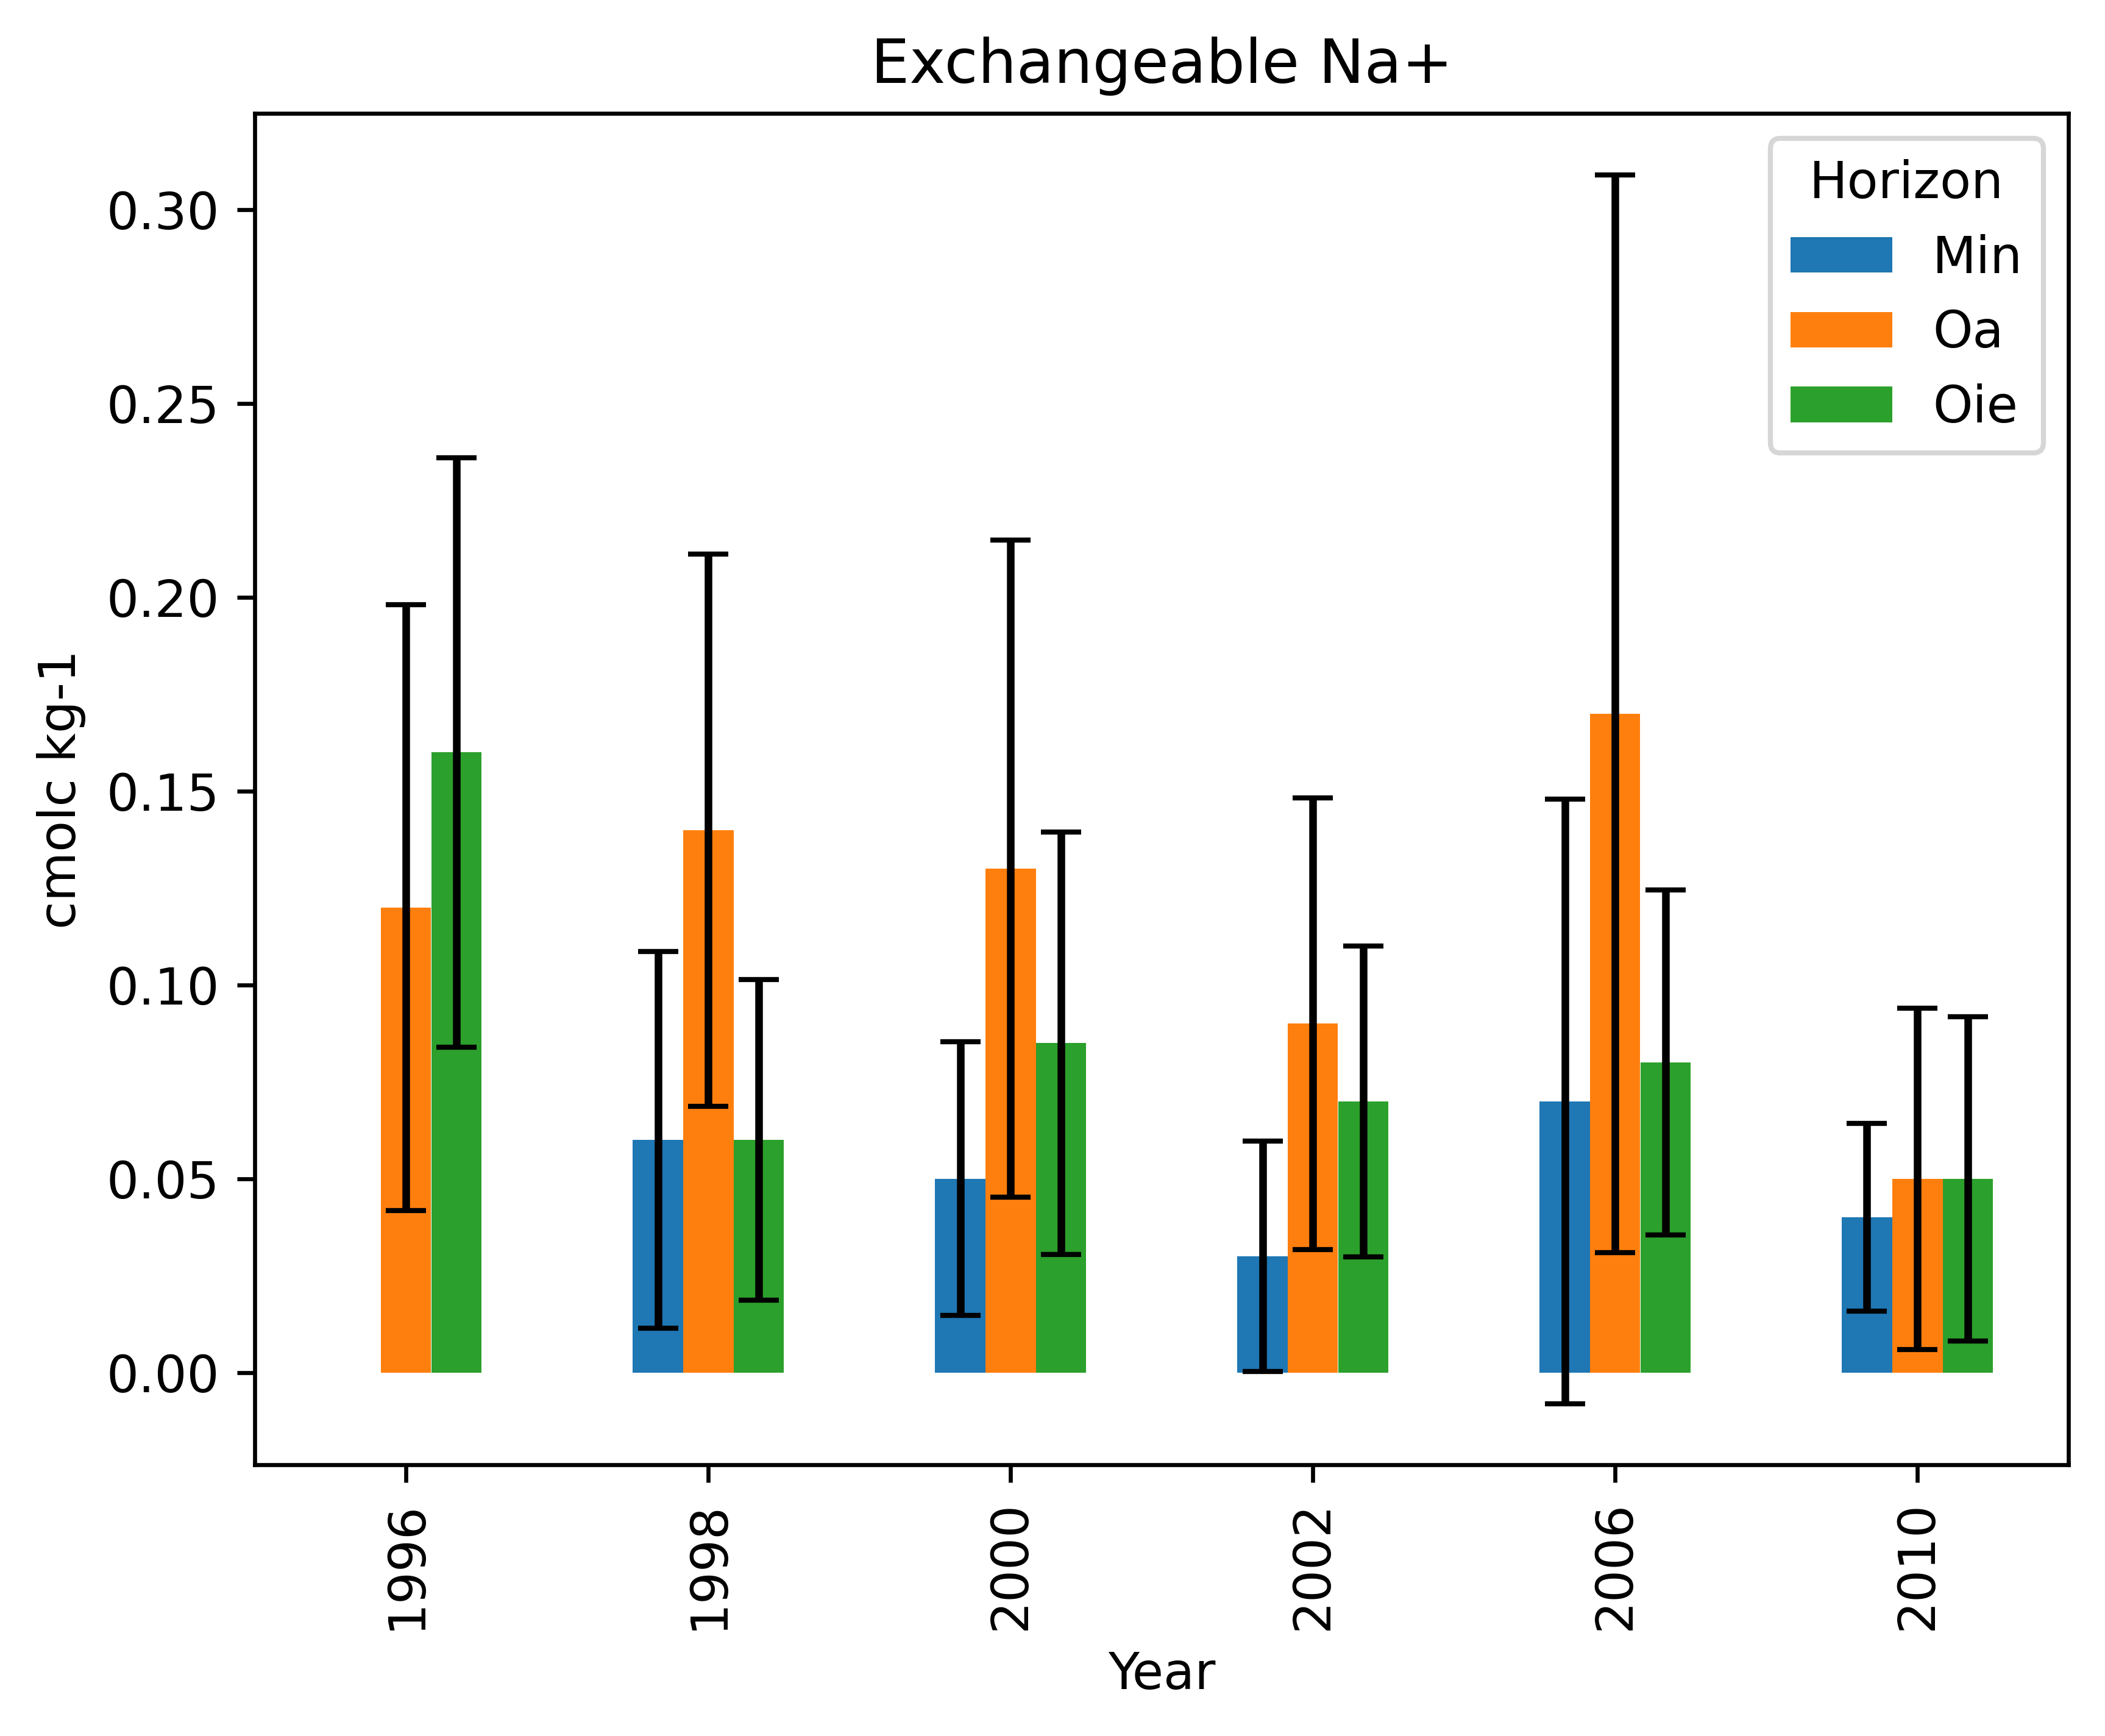 Exchangeable Na+
Horizon
Min
Oa
Oie
0.30
0.25
0.20
0.15
0.10
0.05
0.00
cmolc kg-1
1996
1998
2000
2002
2006
2010
Year